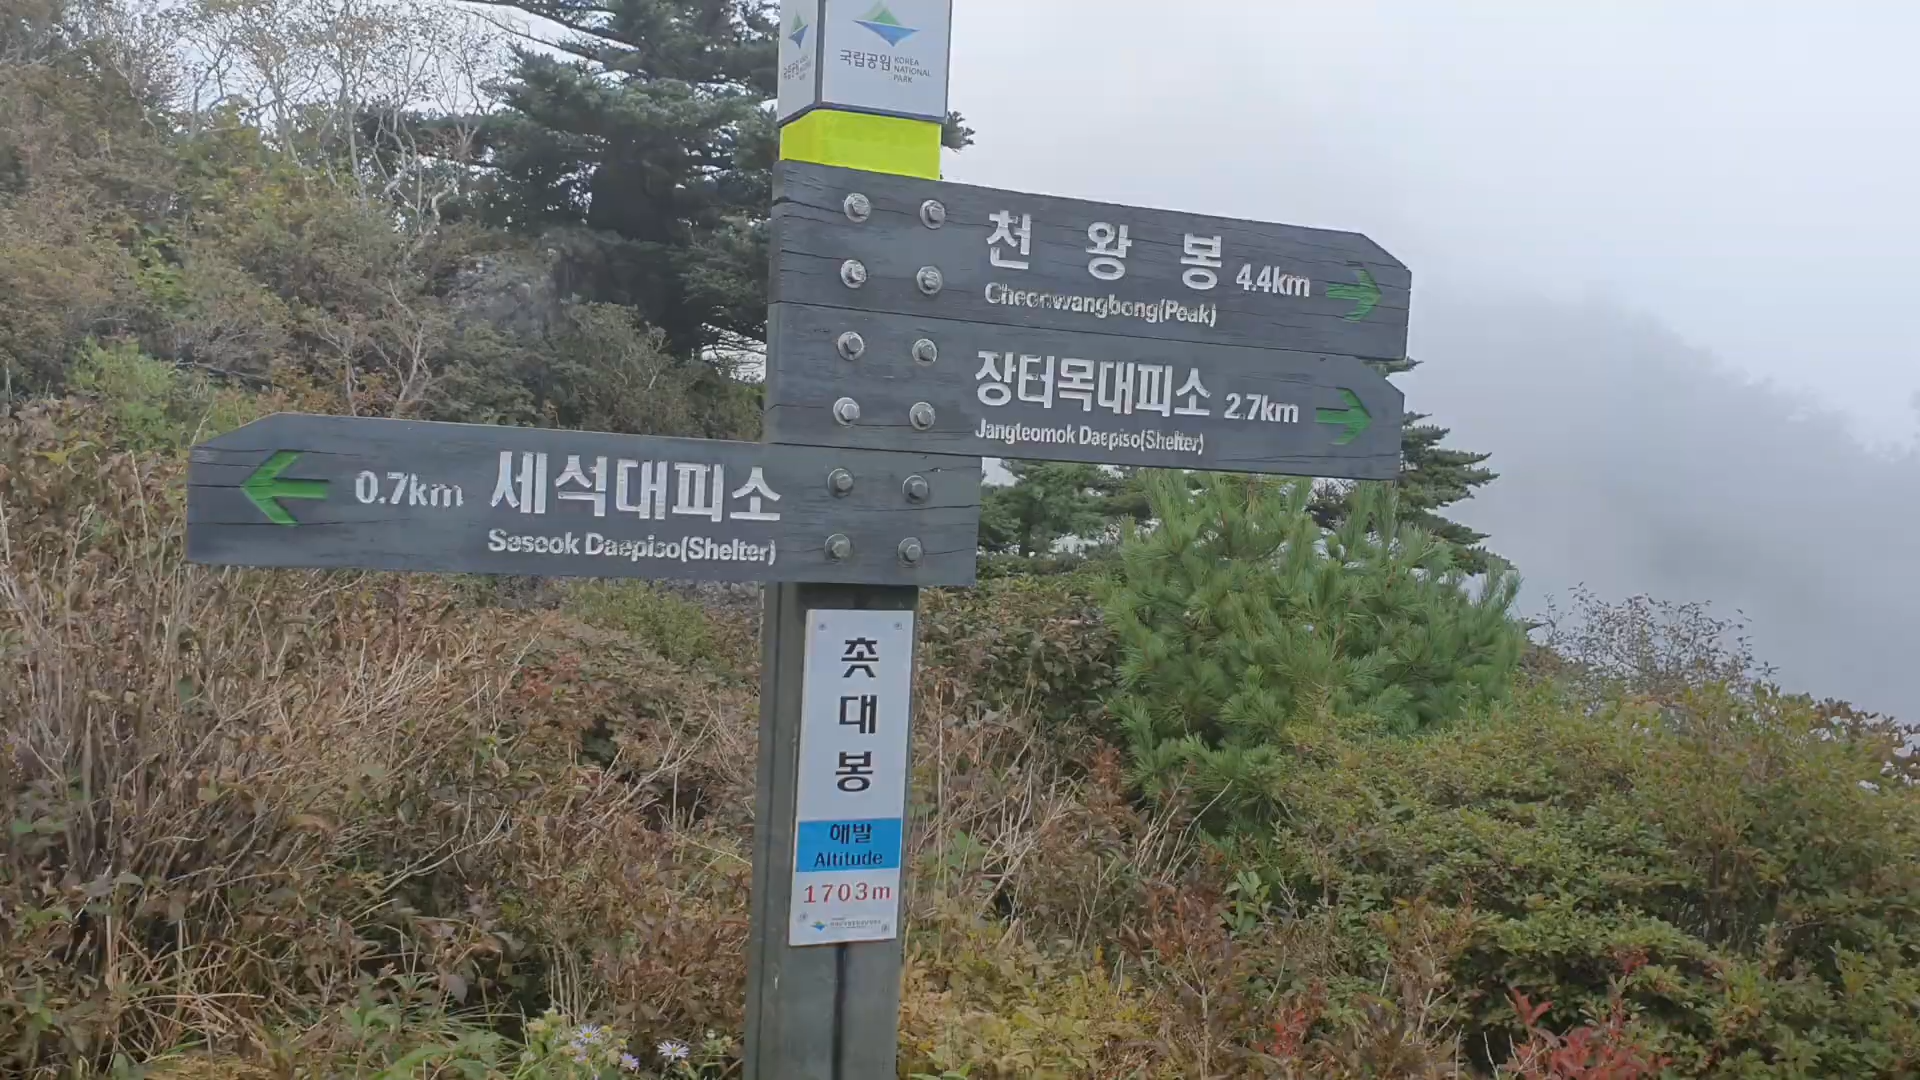 국립공원 KOREA
NATIONAL
PARK
천왕봉 4.4km
Cheonwangbong(Peak)
장터목대피소 2.7km
Jangteomok Daepiso(Shelter)
0.7km 세석대피소
Seseok Daepiso(Shelter)
촛
대
봉
해발
Altitude
1703m